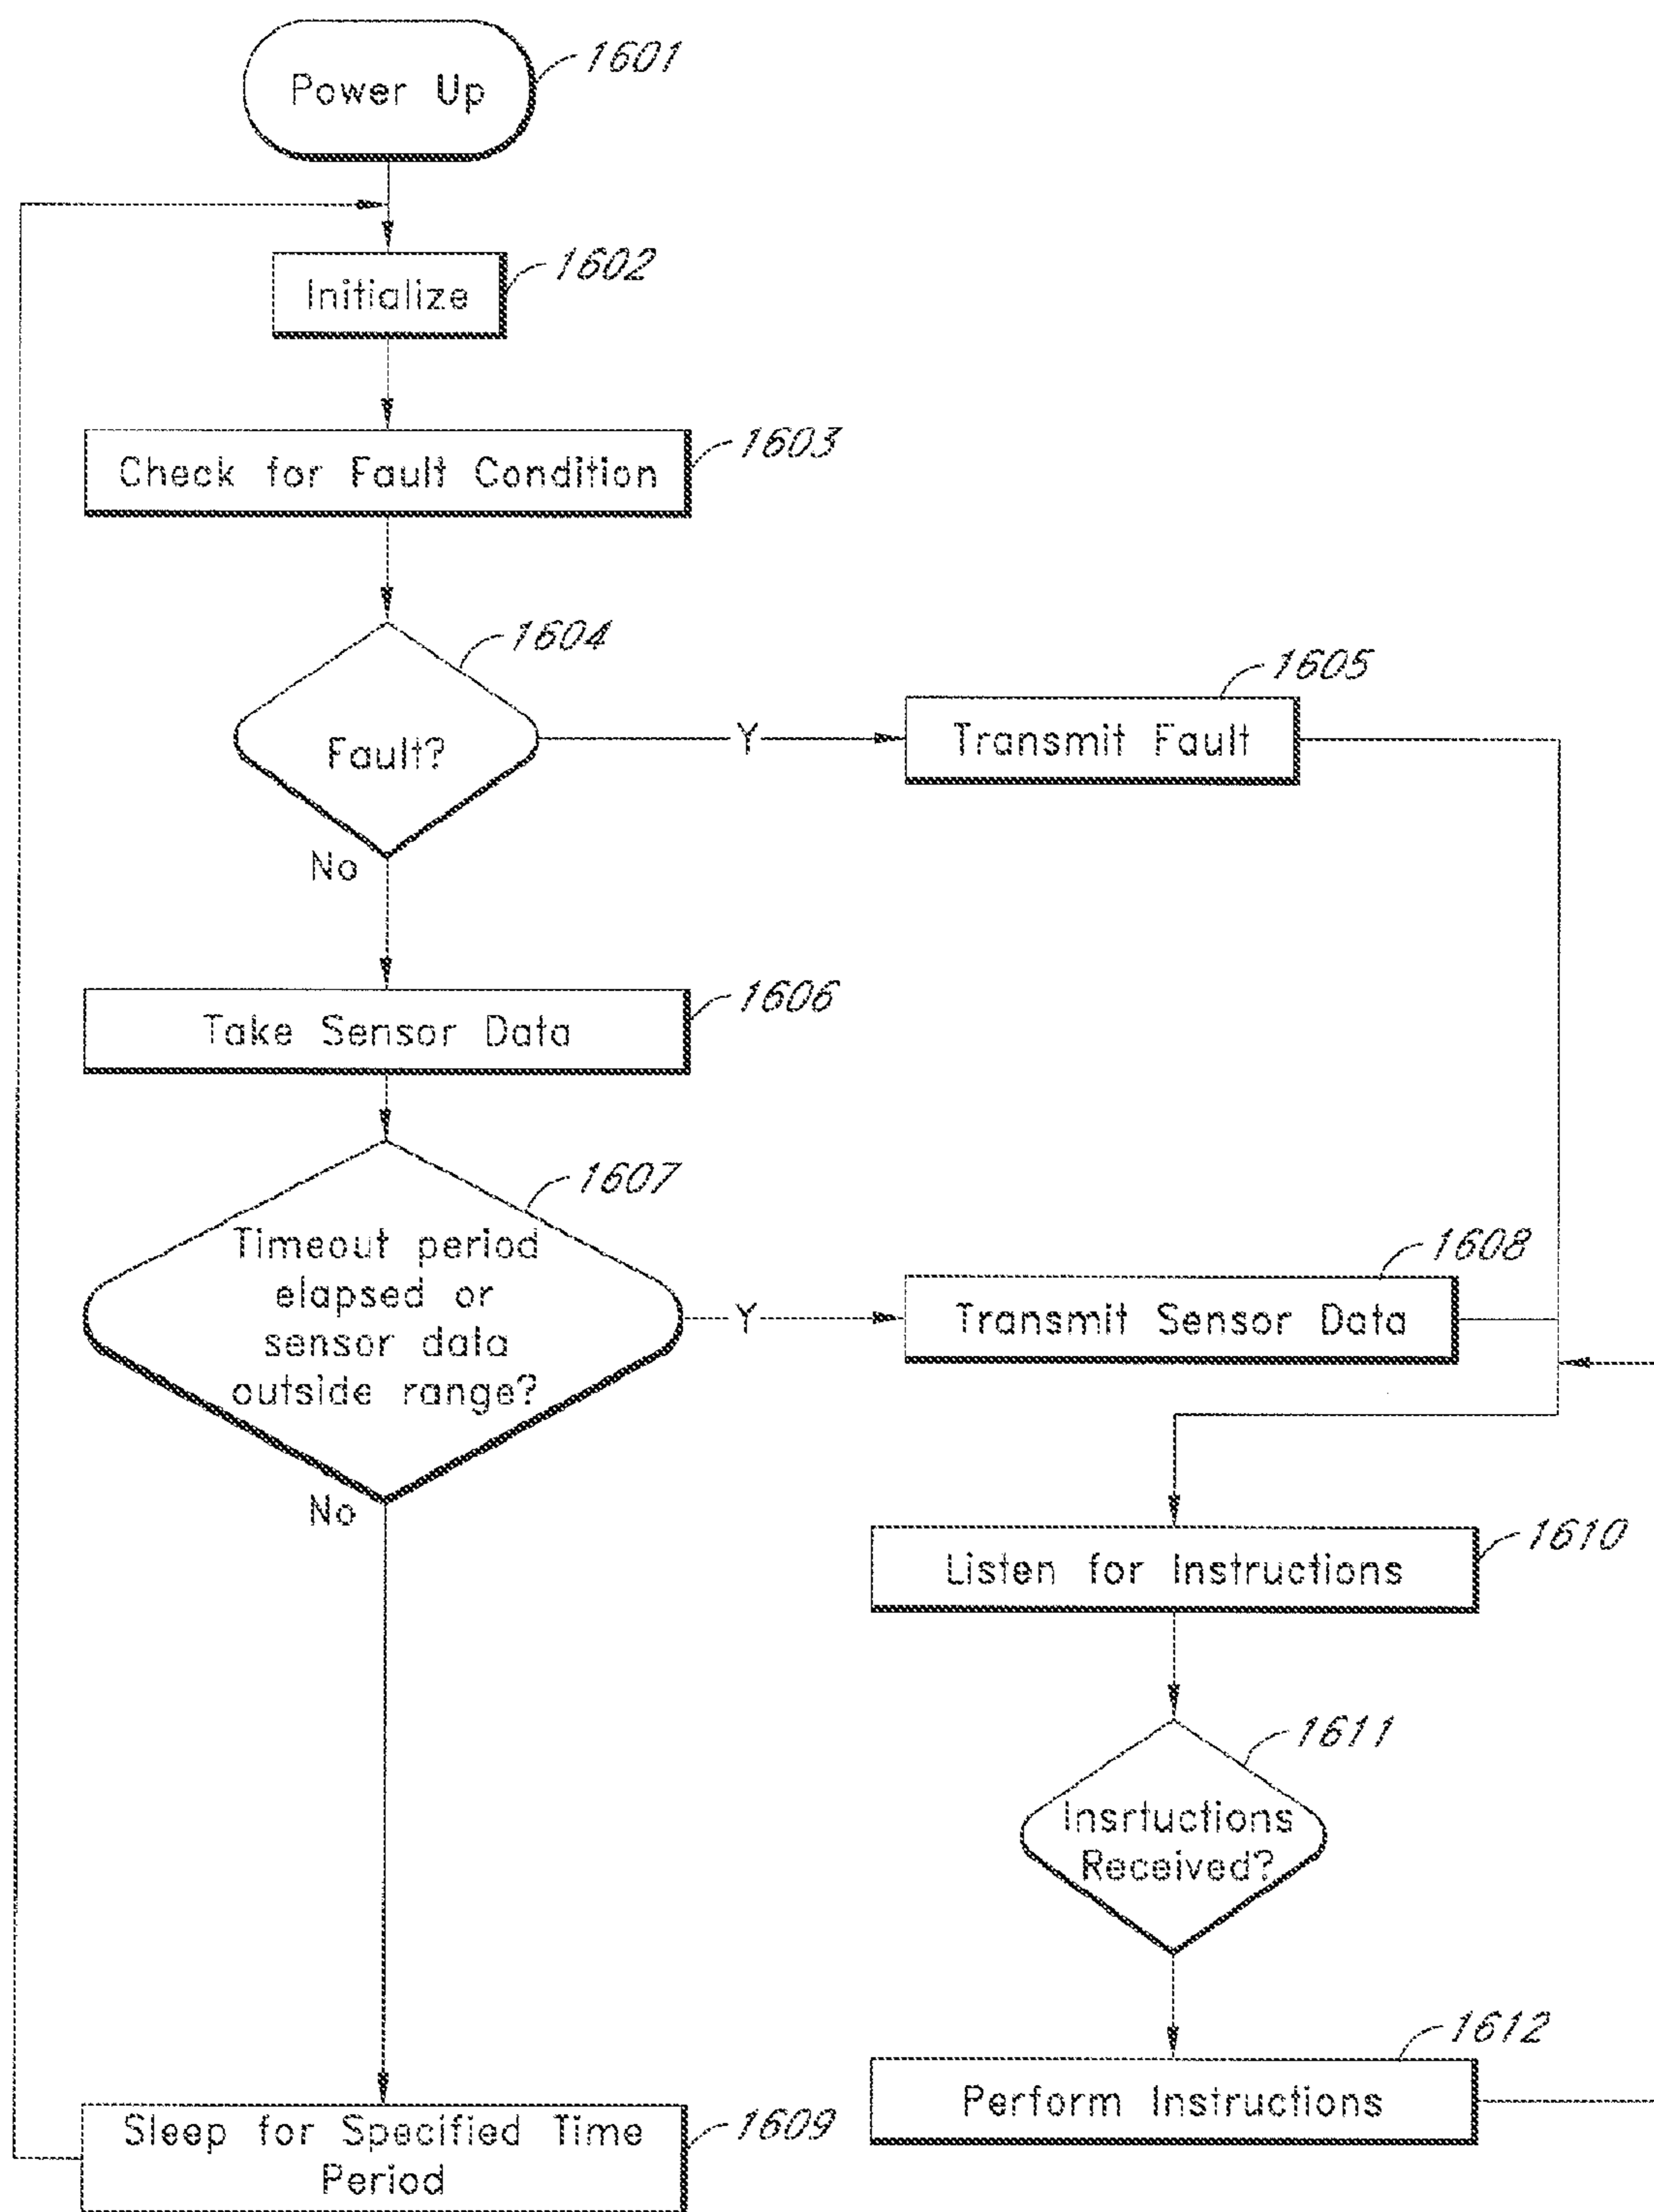 Power Up
1601
Initialize
1602
Check for Fault Condition
1603
Fault?
1604
Y
Transmit Fault
1605
No
Take Sensor Data
1606
Timeout period
elapsed or
sensor data
outside range?
1607
Y
Transmit Sensor Data
1608
No
Listen for Instructions
1610
Insrtuctions
Received?
1611
Perform Instructions
1612
Sleep for Specified Time
Period
1609